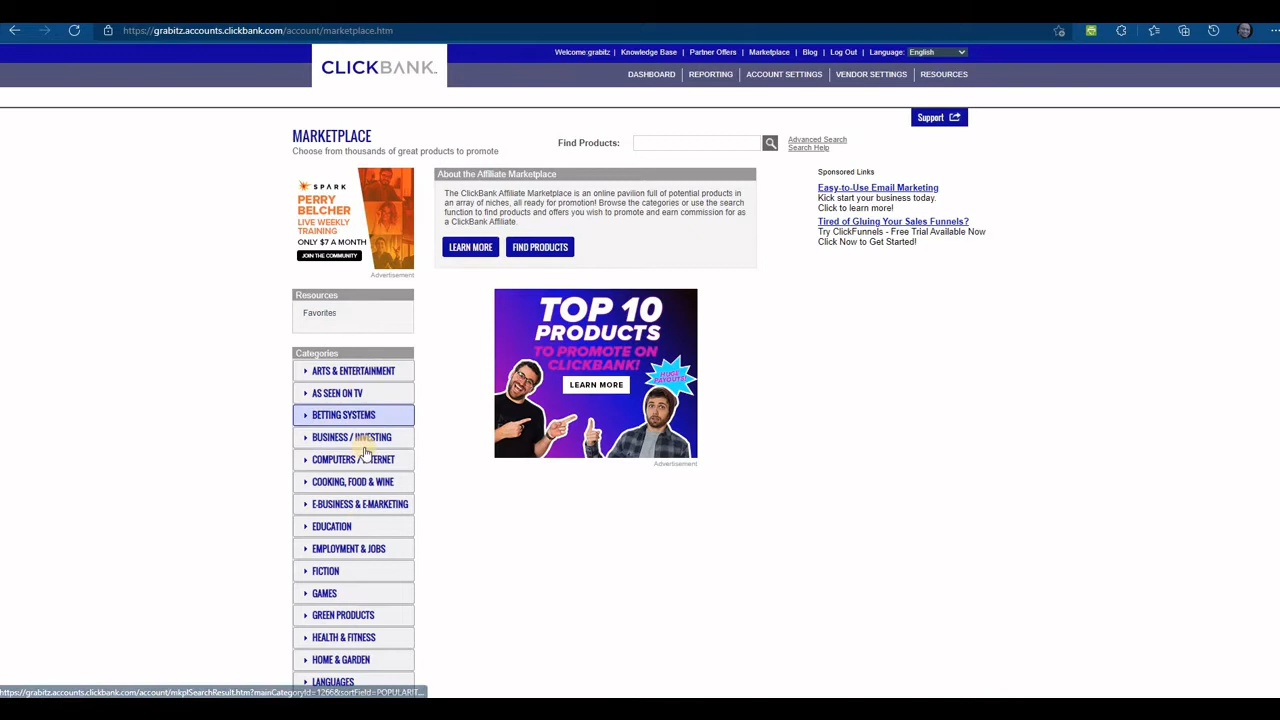 https://grabitz.accounts.clickbank.com/account/marketplace.htm
Welcome:grabitz | Knowledge Base | Partner Offers | Marketplace | Blog | Log Out | Language: English
CLICKBANK
DASHBOARD | REPORTING | ACCOUNT SETTINGS | VENDOR SETTINGS | RESOURCES
Support
MARKETPLACE
Choose from thousands of great products to promote
Find Products:
Advanced Search
Search Help
SPARK
PERRY
BELCHER
LIVE WEEKLY
TRAINING
ONLY $7 A MONTH
JOIN THE COMMUNITY
Advertisement
About the Affiliate Marketplace
The ClickBank Affiliate Marketplace is an online pavilion full of potential products in
an array of niches, all ready for promotion! Browse the categories or use the search
function to find products and offers you wish to promote and earn commission for as
a ClickBank Affiliate.
LEARN MORE
FIND PRODUCTS
Sponsored Links
Easy-to-Use Email Marketing
Kick start your business today.
Click to learn more!
Tired of Gluing Your Sales Funnels?
Try ClickFunnels - Free Trial Available Now
Click Now to Get Started!
Resources
Favorites
TOP 10
PRODUCTS
TO PROMOTE ON
CLICKBANK!
LEARN MORE
HUGE
PAYOUTS!
Advertisement
Categories
ARTS & ENTERTAINMENT
AS SEEN ON TV
BETTING SYSTEMS
BUSINESS / INVESTING
COMPUTERS / INTERNET
COOKING, FOOD & WINE
E-BUSINESS & E-MARKETING
EDUCATION
EMPLOYMENT & JOBS
FICTION
GAMES
GREEN PRODUCTS
HEALTH & FITNESS
HOME & GARDEN
LANGUAGES
https://grabitz.accounts.clickbank.com/account/mkplSearchResult.htm?mainCategoryId=1266&sortField=POPULARIT...